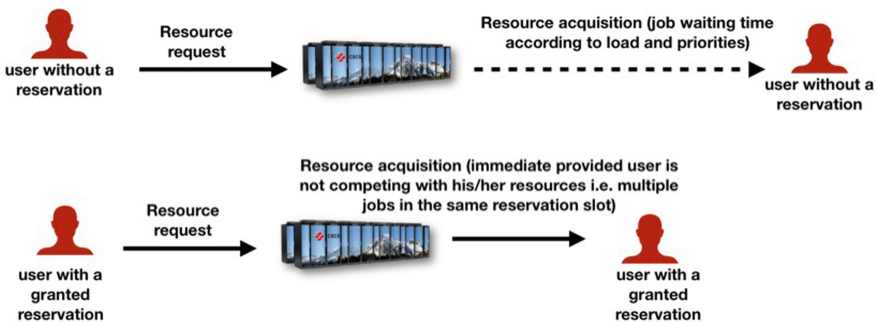 Resource
request
Resource acquisition (job waiting time
according to load and priorities)
user without a
reservation
CSCS
user without a
reservation
Resource acquisition (immediate provided user is
not competing with his/her resources i.e. multiple
jobs in the same reservation slot)
Resource
request
CSCS
user with a
granted
reservation
user with a
granted
reservation